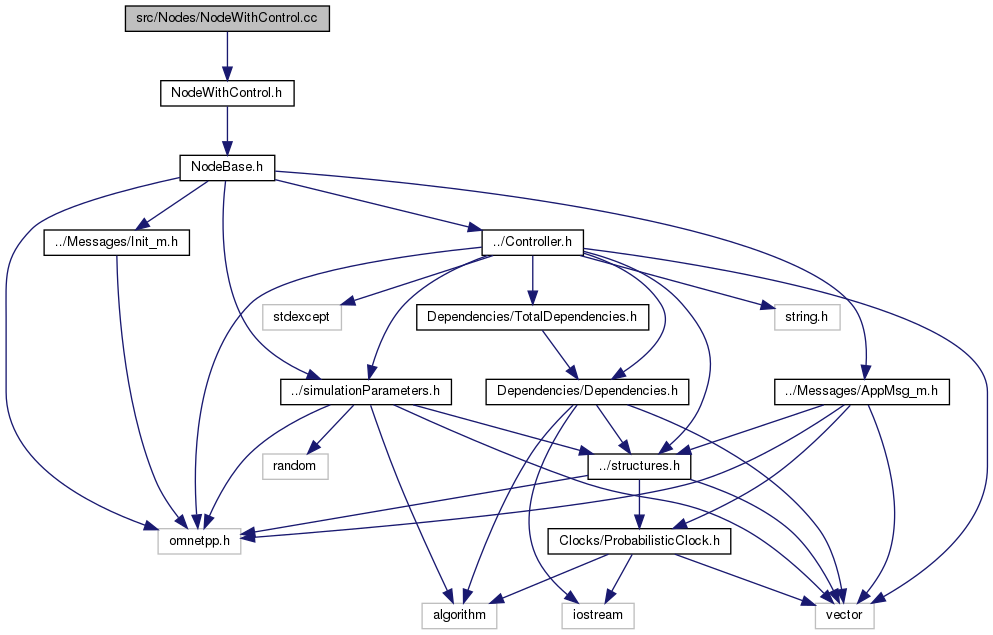 src/Nodes/NodeWithControl.cc
NodeWithControl.h
NodeBase.h
../Messages/Init_m.h
../Controller.h
stdexcept
Dependencies/TotalDependencies.h
string.h
../simulationParameters.h
Dependencies/Dependencies.h
../Messages/AppMsg_m.h
random
../structures.h
omnetpp.h
Clocks/ProbabilisticClock.h
algorithm
iostream
vector